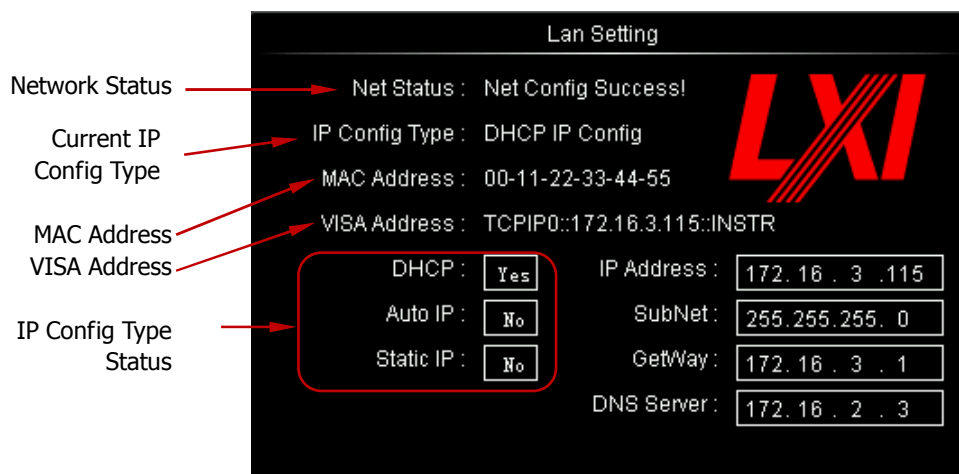 Lan Setting
Network Status
Net Status : Net Config Success!
Current IP
Config Type
IP Config Type : DHCP IP Config
LXI
MAC Address
MAC Address : 00-11-22-33-44-55
VISA Address
VISA Address : TCPIP0::172.16.3.115::INSTR
IP Config Type
Status
DHCP : Yes
Auto IP : No
Static IP : No
IP Address : 172. 16 . 3 .115
SubNet : 255.255.255. 0
GetWay : 172. 16 . 3 . 1
DNS Server : 172. 16 . 2 . 3